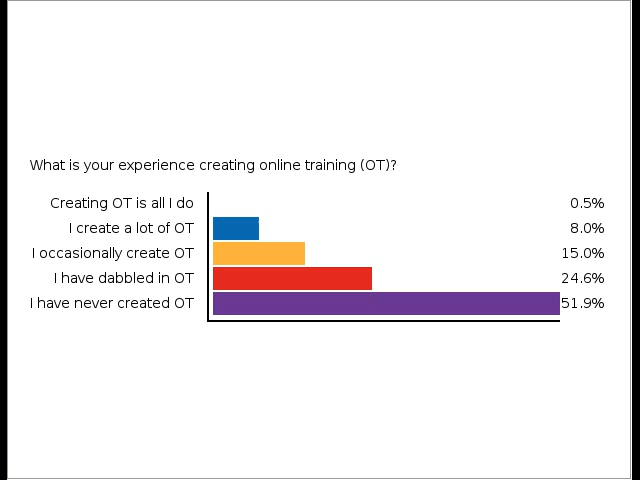 What is your experience creating online training (OT)?
Creating OT is all I do 0.5%
I create a lot of OT 8.0%
I occasionally create OT 15.0%
I have dabbled in OT 24.6%
I have never created OT 51.9%